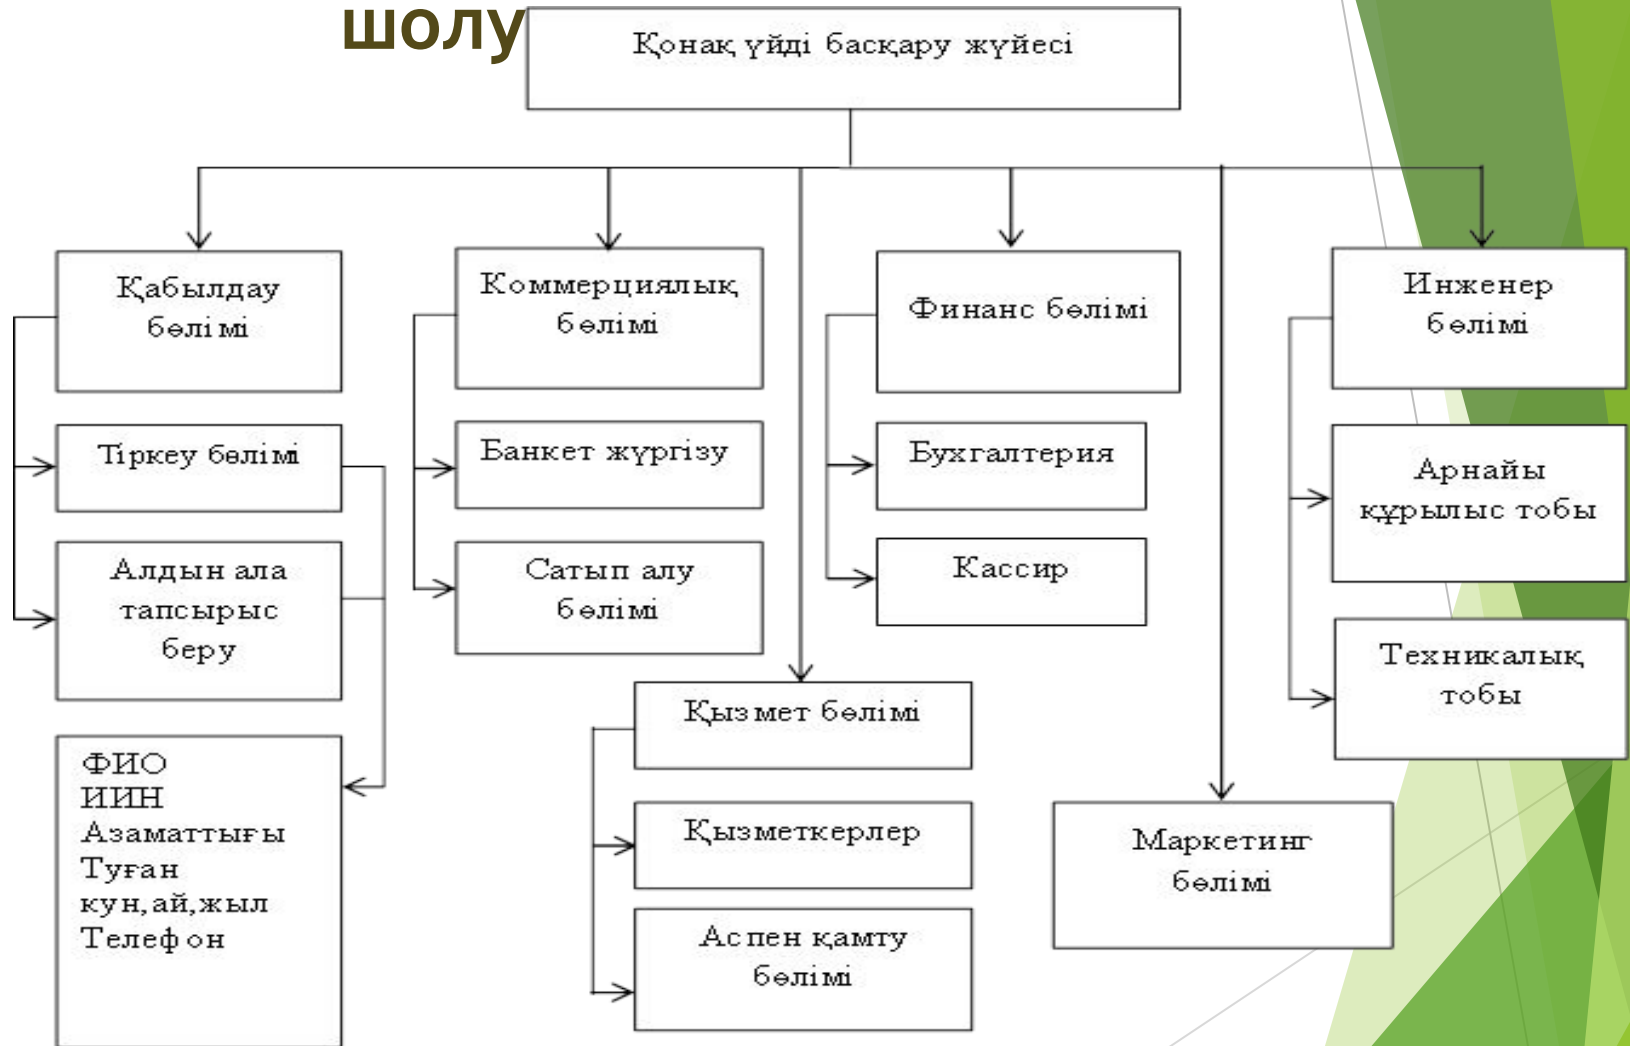 шолу
Қонақ үйді басқару жүйесі
Қабылдау
бөлімі
Тіркеу бөлімі
Алдын ала
тапсырыс
беру
ФИО
ИИН
Азаматтығы
Туған
кун,ай,жыл
Телефон
Коммерциялық
бөлімі
Банкет жүргізу
Сатып алу
бөлімі
Қызмет бөлімі
Қызметкерлер
Аспен қамту
бөлімі
Финанс бөлімі
Бухгалтерия
Кассир
Маркетинг
бөлімі
Инженер
бөлімі
Арнайы
құрылыс тобы
Техникалық
тобы